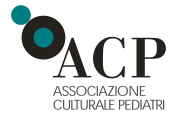 ACP
ASSOCIAZIONE
CULTURALE PEDIATRI